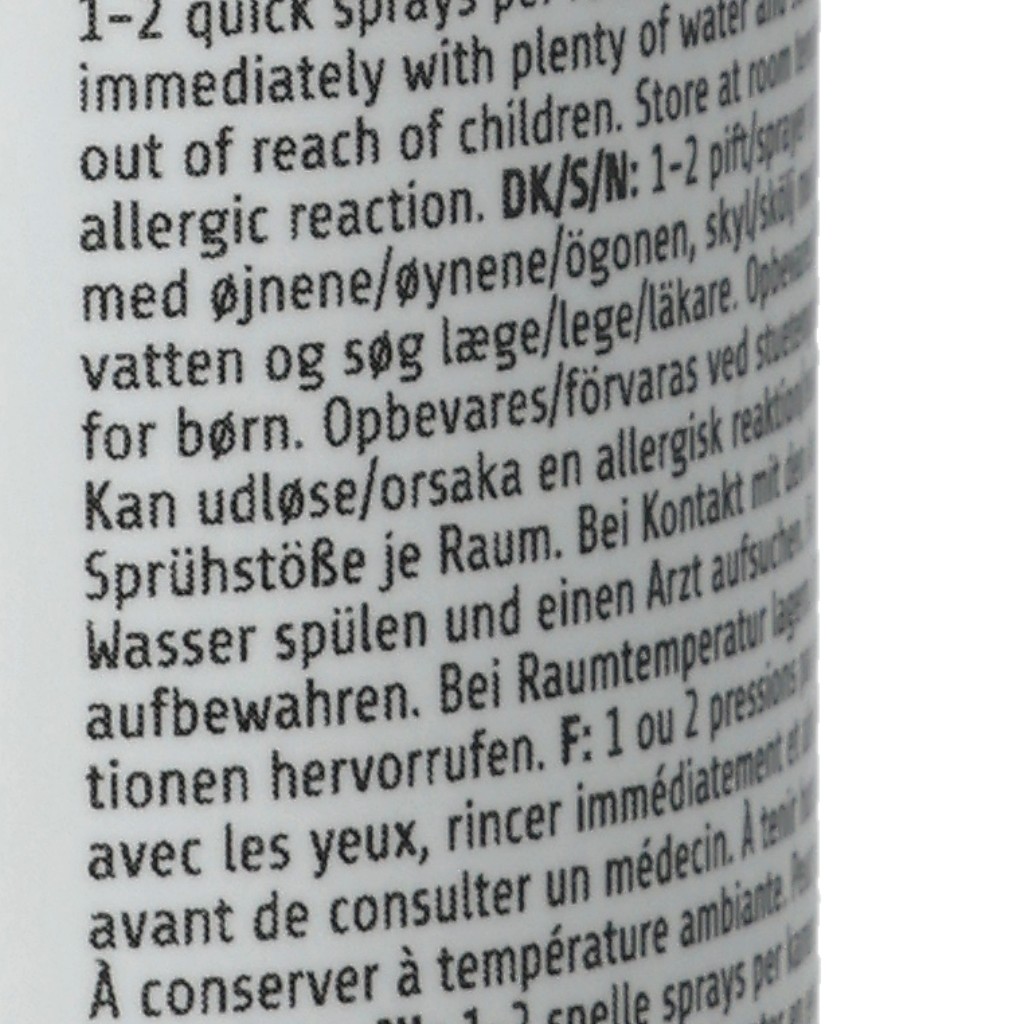 1-2 quick sprays per
immediately with plenty of water and
out of reach of children. Store at room
allergic reaction. DK/S/N: 1-2 pift/sprayer
med øjnene/øynene/ögonen, skyl/skölj
vatten og søg læge/lege/läkare. Opbevares
for børn. Opbevares/förvaras ved
Kan udløse/orsaka en allergisk
Sprühstöße je Raum. Bei Kontakt mit den
Wasser spülen und einen Arzt aufsuchen.
aufbewahren. Bei Raumtemperatur
tionen hervorrufen. F: 1 ou 2 pressions
avec les yeux, rincer immédiatement et
avant de consulter un médecin. À tenir
À conserver à température ambiante.
1-2 snelle sprays per